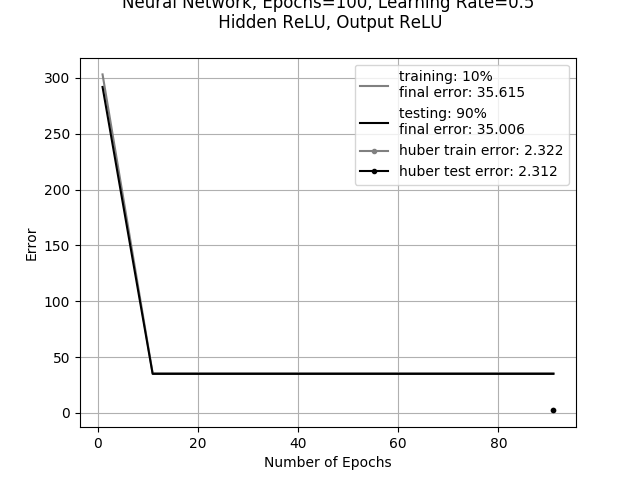 Neural Network, Epochs=100, Learning Rate=0.5
Hidden ReLU, Output ReLU
training: 10%
final error: 35.615
testing: 90%
final error: 35.006
huber train error: 2.322
huber test error: 2.312
Error
300
250
200
150
100
50
0
0 20 40 60 80
Number of Epochs